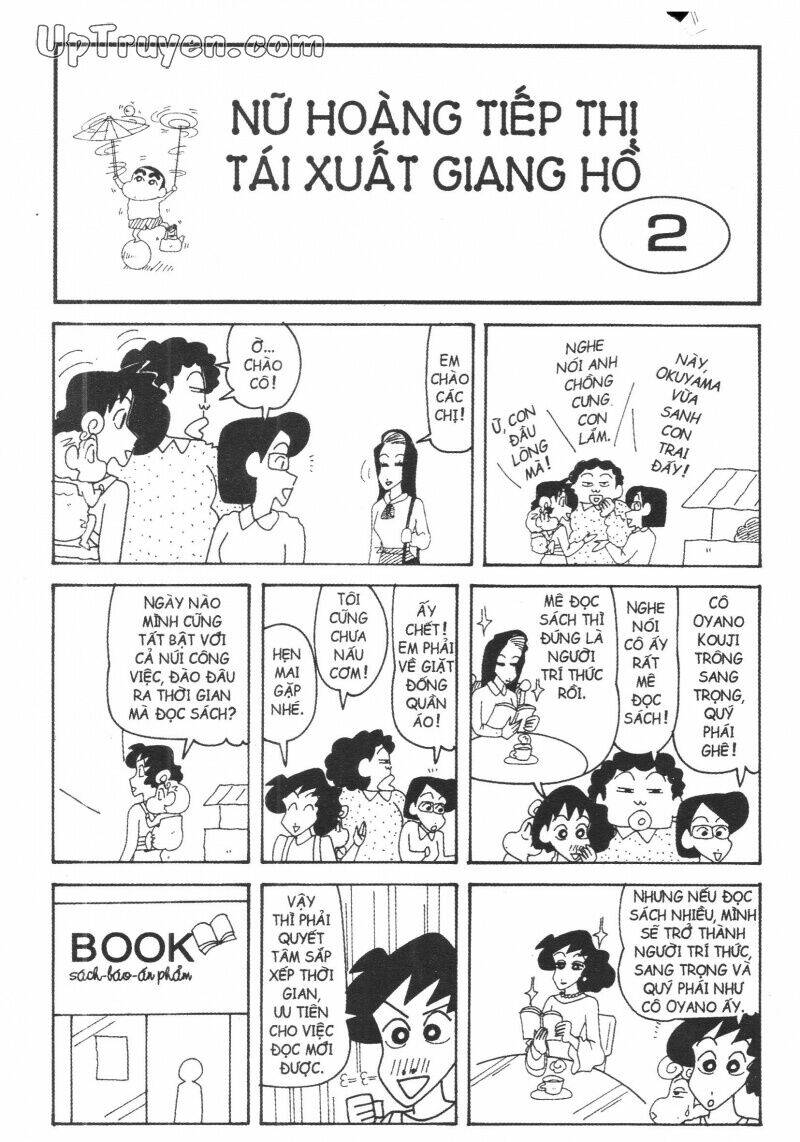 UpTruyen.com
NỮ HOÀNG TIẾP THỊ
TÁI XUẤT GIANG HỒ
2
NÀY,
OKUYAMA
VỪA
SANH
CON
TRAI
ĐẤY!
NGHE
NÓI ANH
CHỒNG
CƯNG
CON
LẮM.
Ừ, CON
ĐẦU
LÒNG
MÀ!
EM
CHÀO
CÁC
CHỊ!
Ờ...
CHÀO
CÔ!
CÔ
OYANO
KOUJI
TRÔNG
SANG
TRỌNG,
QUÝ
PHÁI
GHÊ!
NGHE
NÓI
CÔ ẤY
RẤT
MÊ
ĐỌC
SÁCH!
MÊ ĐỌC
SÁCH THÌ
ĐÚNG LÀ
NGƯỜI
TRÍ THỨC
RỒI.
ẤY
CHẾT!
EM PHẢI
VỀ GIẶT
ĐỐNG
QUẦN
ÁO!
TÔI
CŨNG
CHƯA
NẤU
CƠM!
HẸN
MAI
GẶP
NHÉ.
NGÀY NÀO
MÌNH CŨNG
TẤT BẬT VỚI
CẢ NÚI CÔNG
VIỆC, ĐÀO ĐÂU
RA THỜI GIAN
MÀ ĐỌC SÁCH?
NHƯNG NẾU ĐỌC
SÁCH NHIỀU, MÌNH
SẼ TRỞ THÀNH
NGƯỜI TRÍ THỨC,
SANG TRỌNG VÀ
QUÝ PHÁI NHƯ
CÔ OYANO ẤY.
VẬY
THÌ PHẢI
QUYẾT
TÂM SẮP
XẾP THỜI
GIAN,
ƯU TIÊN
CHO VIỆC
ĐỌC MỚI
ĐƯỢC.
BOOK
sách-báo-ấn phẩm